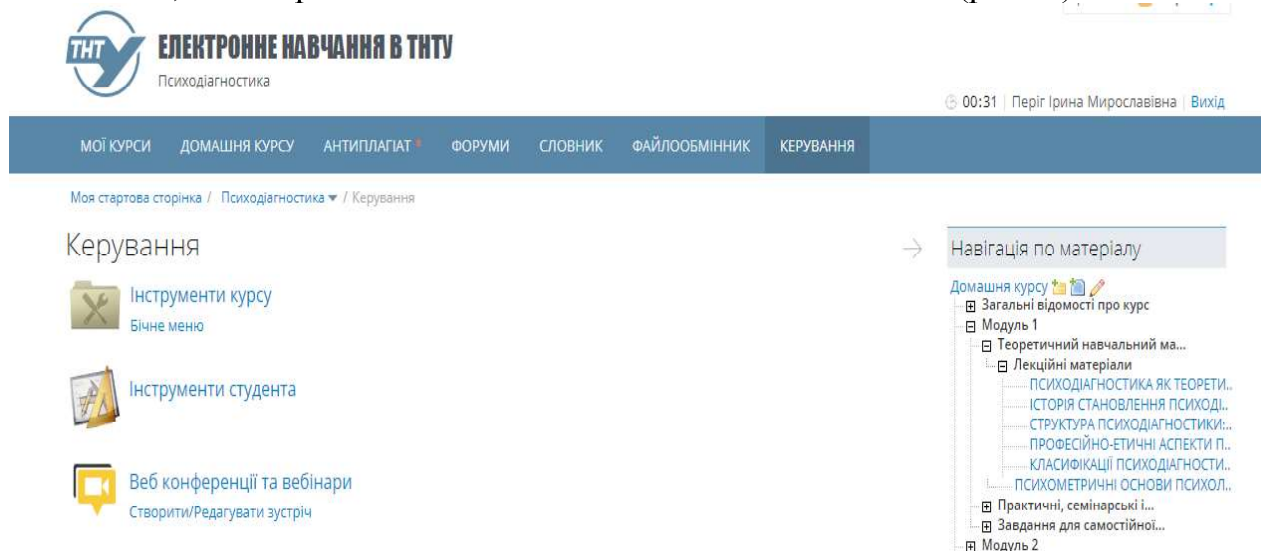 ТНТУ
ЕЛЕКТРОННЕ НАВЧАННЯ В ТНТУ
Психодіагностика
00:31 | Періг Ірина Мирославівна | Вихід
МОЇ КУРСИ ДОМАШНЯ КУРСУ АНТИПЛАГІАТ * ФОРУМИ СЛОВНИК ФАЙЛООБМІННИК КЕРУВАННЯ
Моя стартова сторінка / Психодіагностика / Керування
Керування
Інструменти курсу
Бічне меню
Інструменти студента
Веб конференції та вебінари
Створити/Редагувати зустріч
Навігація по матеріалу
Домашня курсу
Загальні відомості про курс
Модуль 1
Теоретичний навчальний ма...
Лекційні матеріали
ПСИХОДІАГНОСТИКА ЯК ТЕОРЕТИ..
ІСТОРІЯ СТАНОВЛЕННЯ ПСИХОДІ..
СТРУКТУРА ПСИХОДІАГНОСТИКИ:..
ПРОФЕСІЙНО-ЕТИЧНІ АСПЕКТИ П..
КЛАСИФІКАЦІЇ ПСИХОДІАГНОСТИ..
ПСИХОМЕТРИЧНІ ОСНОВИ ПСИХОЛ..
Практичні, семінарські і...
Завдання для самостійної...
Модуль 2